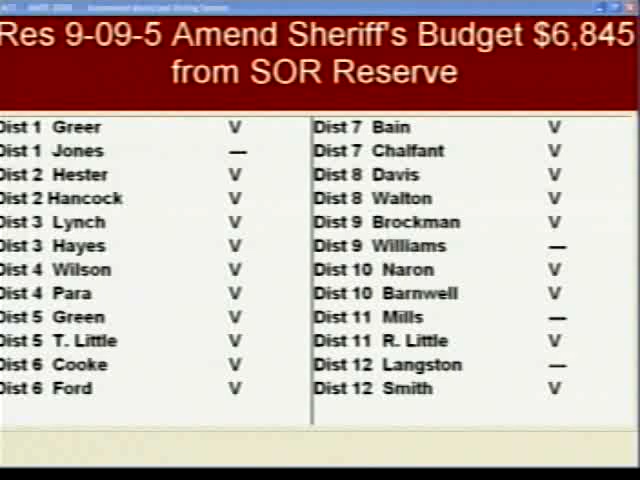 Res 9-09-5 Amend Sheriff's Budget $6,845
from SOR Reserve
Dist 1 Greer V
Dist 1 Jones —
Dist 2 Hester V
Dist 2 Hancock V
Dist 3 Lynch V
Dist 3 Hayes V
Dist 4 Wilson V
Dist 4 Para V
Dist 5 Green V
Dist 5 T. Little V
Dist 6 Cooke V
Dist 6 Ford V
Dist 7 Bain V
Dist 7 Chalfant V
Dist 8 Davis V
Dist 8 Walton V
Dist 9 Brockman V
Dist 9 Williams —
Dist 10 Naron V
Dist 10 Barnwell V
Dist 11 Mills —
Dist 11 R. Little V
Dist 12 Langston —
Dist 12 Smith V